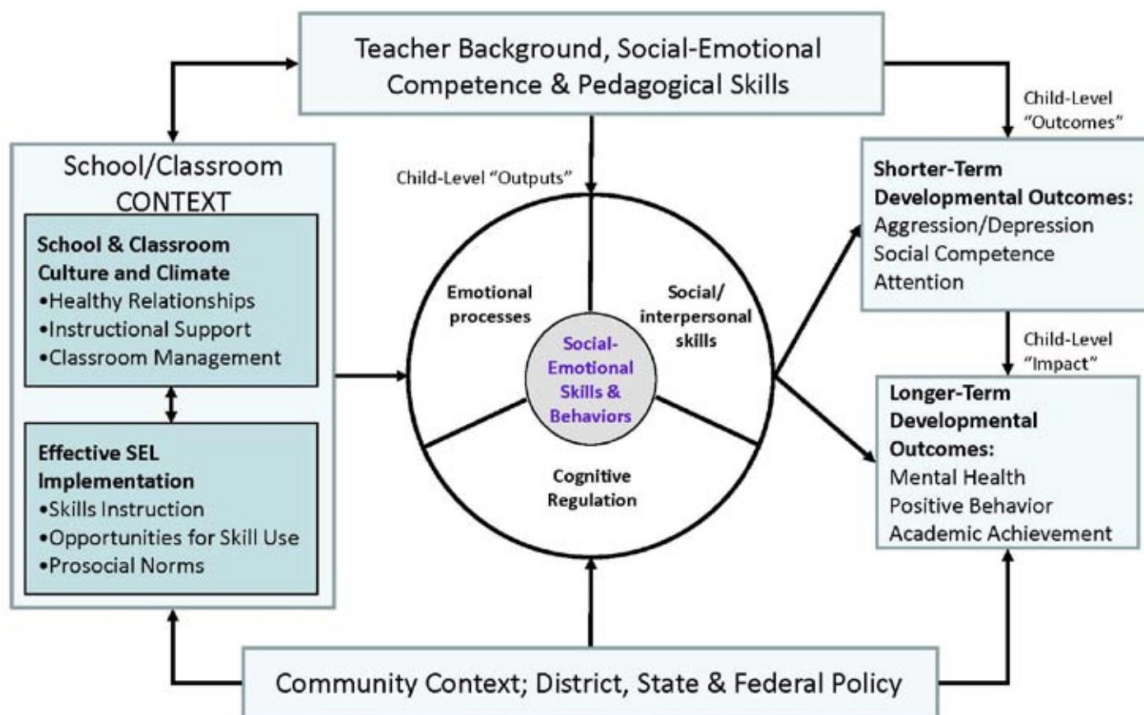 Teacher Background, Social-Emotional
Competence & Pedagogical Skills
School/Classroom
CONTEXT
School & Classroom
Culture and Climate
•Healthy Relationships
•Instructional Support
•Classroom Management
Effective SEL
Implementation
•Skills Instruction
•Opportunities for Skill Use
•Prosocial Norms
Child-Level “Outputs”
Emotional
processes
Social/
interpersonal
skills
Social-
Emotional
Skills &
Behaviors
Cognitive
Regulation
Child-Level
“Outcomes”
Shorter-Term
Developmental Outcomes:
Aggression/Depression
Social Competence
Attention
Child-Level
“Impact”
Longer-Term
Developmental
Outcomes:
Mental Health
Positive Behavior
Academic Achievement
Community Context; District, State & Federal Policy